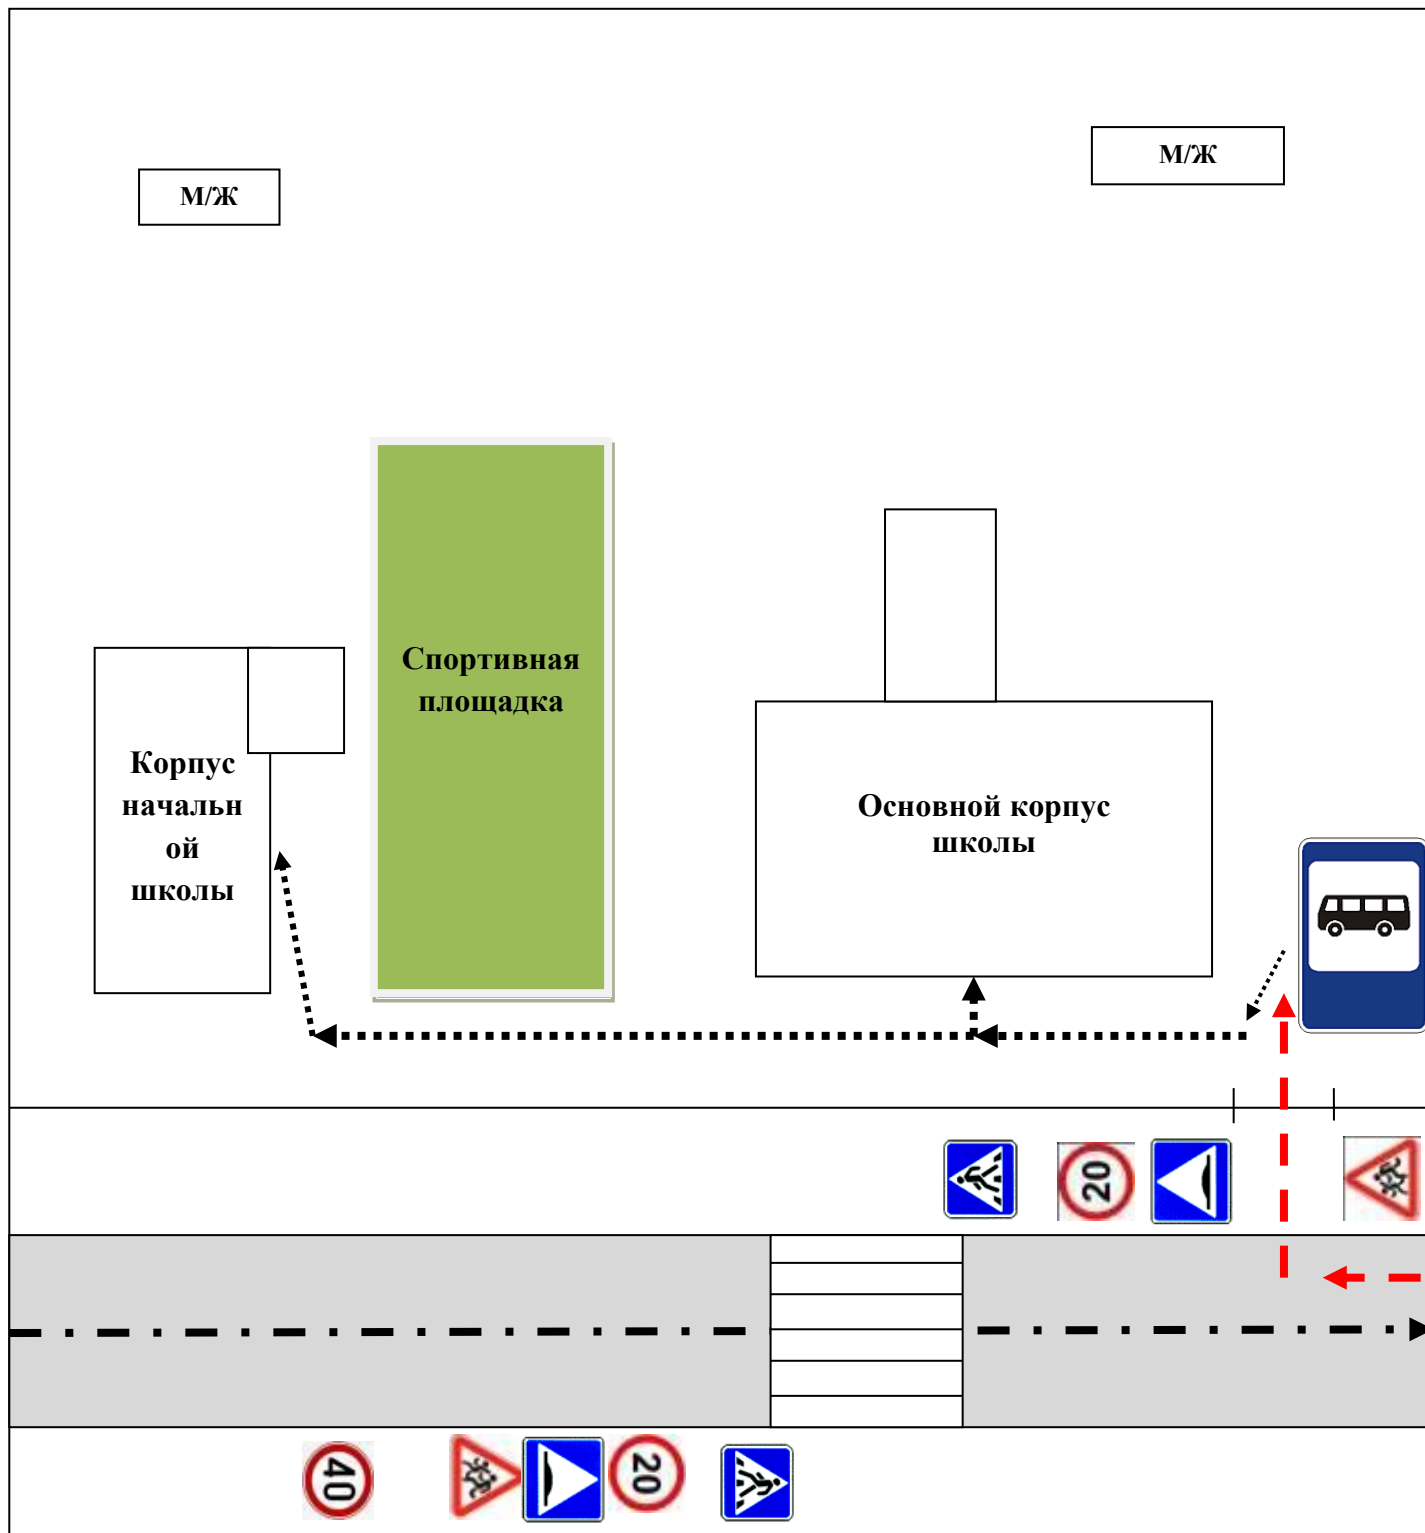 М/Ж
М/Ж
Спортивная
площадка
Корпус
начальн
ой
школы
Основной корпус
школы
20
40
20